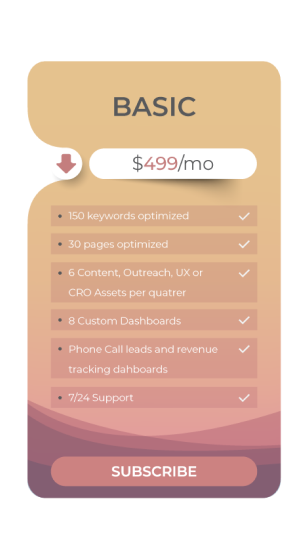 BASIC
$499/mo
• 150 keywords optimized
• 30 pages optimized
• 6 Content, Outreach, UX or
CRO Assets per quatrer
• 8 Custom Dashboards
• Phone Call leads and revenue
tracking dahboards
• 7/24 Support
SUBSCRIBE